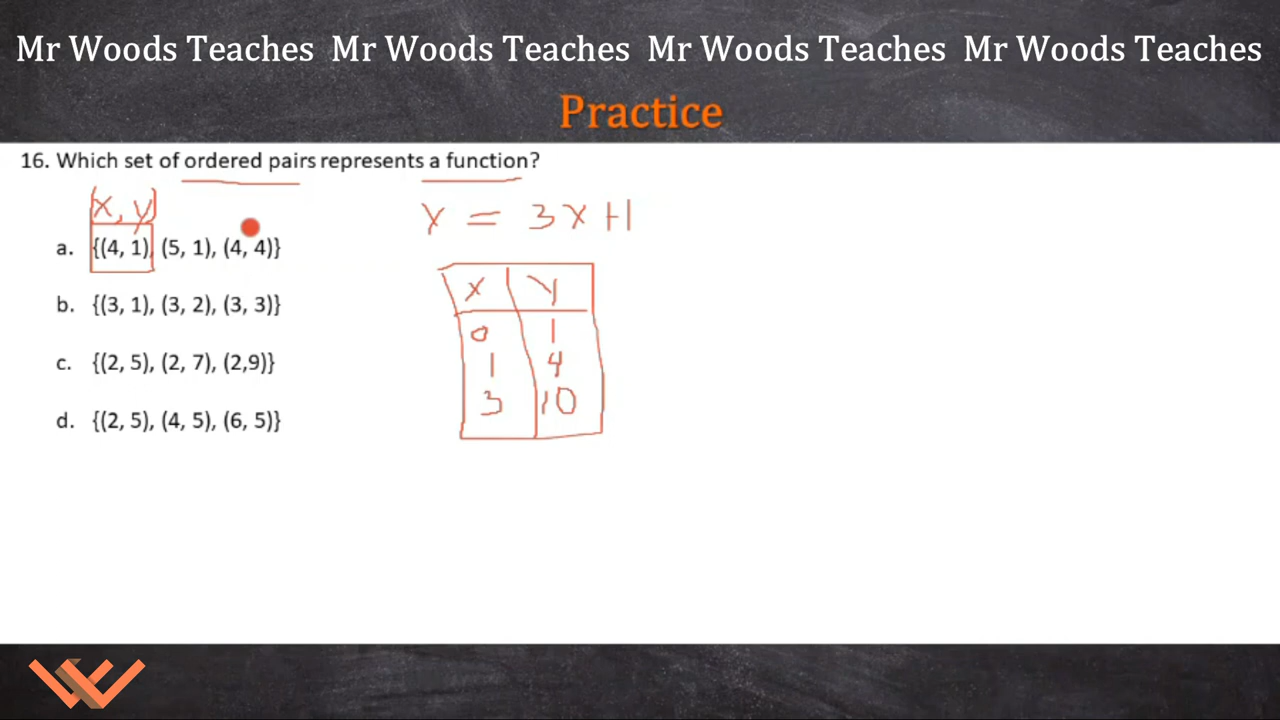 Mr Woods Teaches Mr Woods Teaches Mr Woods Teaches Mr Woods Teaches
Practice
16. Which set of ordered pairs represents a function?
(x, y)
y = 3x+1
a. {(4, 1), (5, 1), (4, 4)}
b. {(3, 1), (3, 2), (3, 3)}
c. {(2, 5), (2, 7), (2,9)}
d. {(2, 5), (4, 5), (6, 5)}
x y
0 1
1 4
3 10